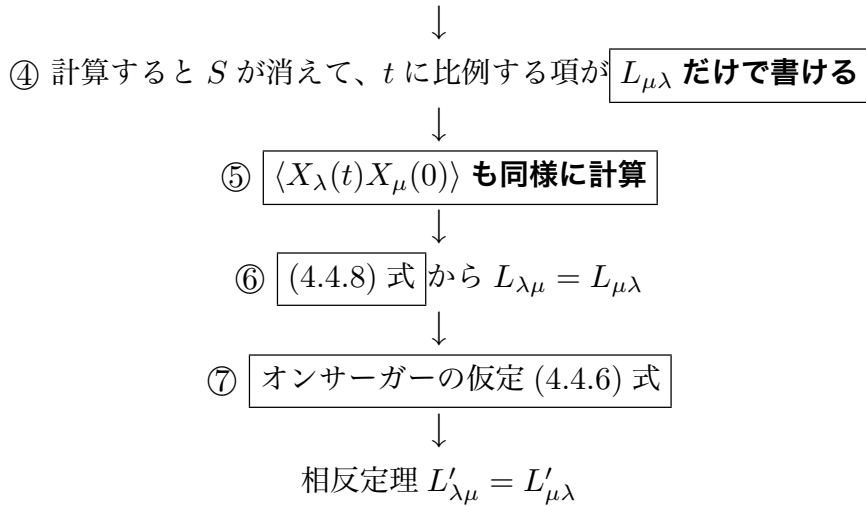 ↓
④ 計算すると S が消えて、t に比例する項が L_{μλ} だけで書ける
↓
⑤ ⟨X_λ(t)X_μ(0)⟩ も同様に計算
↓
⑥ (4.4.8) 式 から L_{λμ} = L_{μλ}
↓
⑦ オンサーガーの仮定 (4.4.6) 式
↓
相反定理 L′_{λμ} = L′_{μλ}